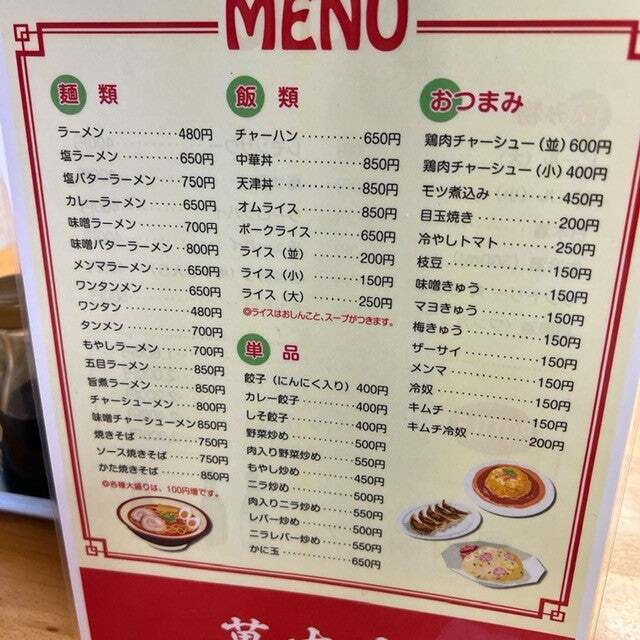 MENU
麺 類
ラーメン ………… 480円
塩ラーメン ………… 650円
塩バターラーメン …… 750円
カレーラーメン ……… 650円
味噌ラーメン ……… 700円
味噌バターラーメン … 800円
メンマラーメン ……… 650円
ワンタンメン ………… 650円
ワンタン …………… 480円
タンメン …………… 700円
もやしラーメン ……… 700円
五目ラーメン ……… 850円
旨煮ラーメン ……… 850円
チャーシューメン …… 800円
味噌チャーシューメン 850円
焼きそば …………… 750円
ソース焼きそば …… 750円
かた焼きそば ……… 850円
◎各種大盛りは、100円増です。
飯 類
チャーハン ………… 650円
中華丼 …………… 850円
天津丼 …………… 850円
オムライス ………… 850円
ポークライス ……… 650円
ライス（並）………… 200円
ライス（小）………… 150円
ライス（大）………… 250円
◎ライスはおしんこと、スープがつきます。
単 品
餃子（にんにく入り）400円
カレー餃子 ………… 400円
しそ餃子 …………… 400円
野菜炒め ………… 500円
肉入り野菜炒め …… 550円
もやし炒め ………… 450円
ニラ炒め …………… 500円
肉入りニラ炒め …… 550円
レバー炒め ………… 500円
ニラレバー炒め …… 550円
かに玉 …………… 650円
おつまみ
鶏肉チャーシュー（並）600円
鶏肉チャーシュー（小）400円
モツ煮込み ………… 450円
目玉焼き ………… 200円
冷やしトマト ……… 250円
枝豆 ……………… 150円
味噌きゅう ………… 150円
マヨきゅう ………… 150円
梅きゅう …………… 150円
ザーサイ …………… 150円
メンマ ……………… 150円
冷奴 ……………… 150円
キムチ …………… 150円
キムチ冷奴 ……… 200円